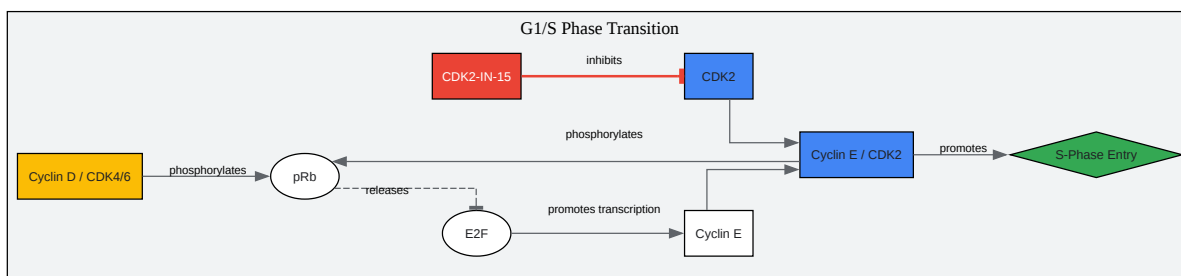 G1/S Phase Transition
inhibits
CDK2-IN-15
CDK2
phosphorylates
Cyclin E / CDK2
promotes
S-Phase Entry
Cyclin D / CDK4/6
phosphorylates
pRb
releases
promotes transcription
E2F
Cyclin E